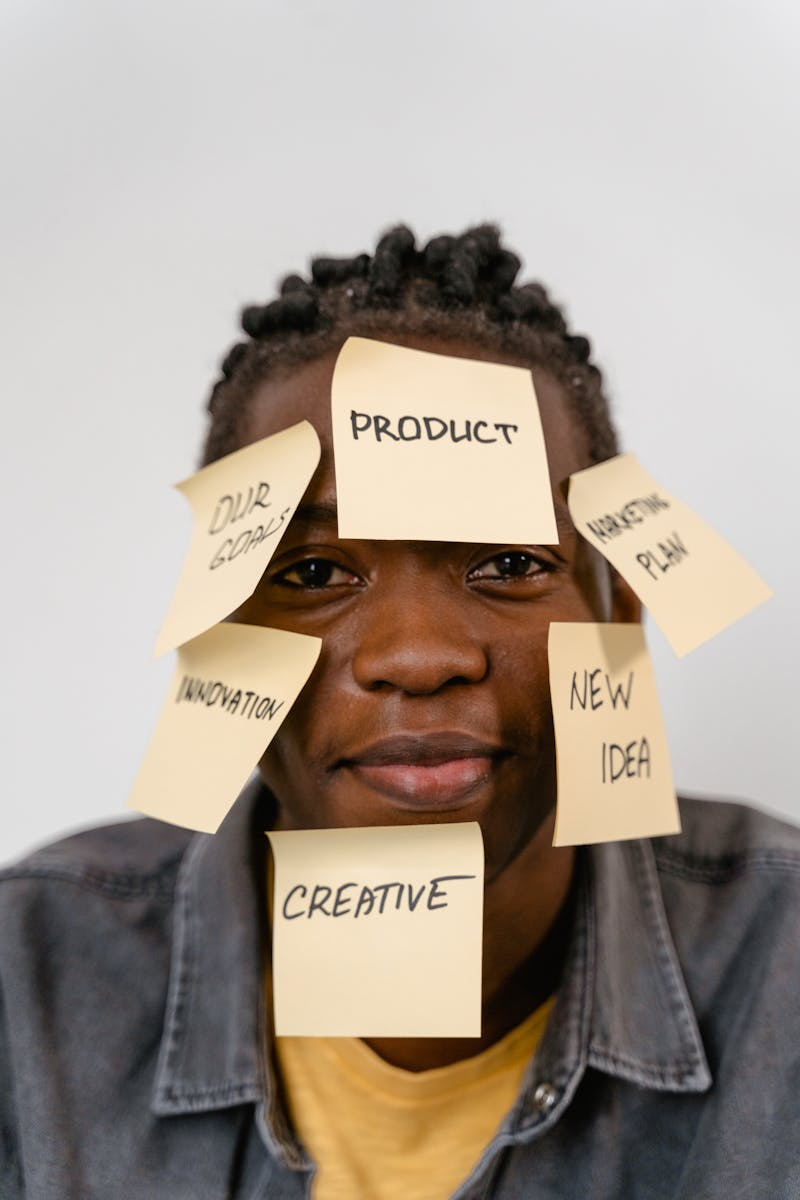 PRODUCT
OUR
GOALS
MARKETING
PLAN
INNOVATION
NEW
IDEA
CREATIVE